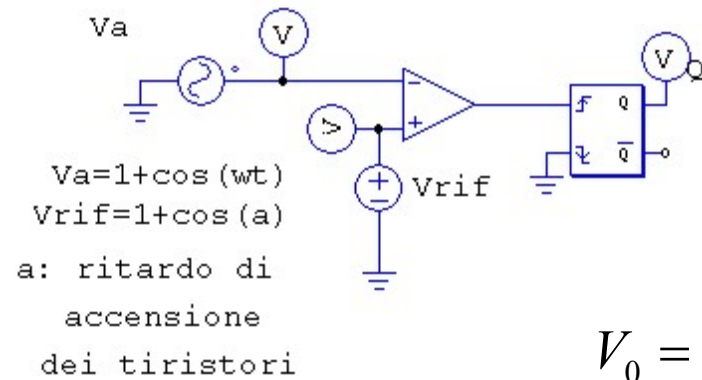 Va
V
V
Q
Q
Q
V
+
-
-
+
Vrif
Va=1+cos(wt)
Vrif=1+cos(a)
a: ritardo di
accensione
dei tiristori
V₀ =